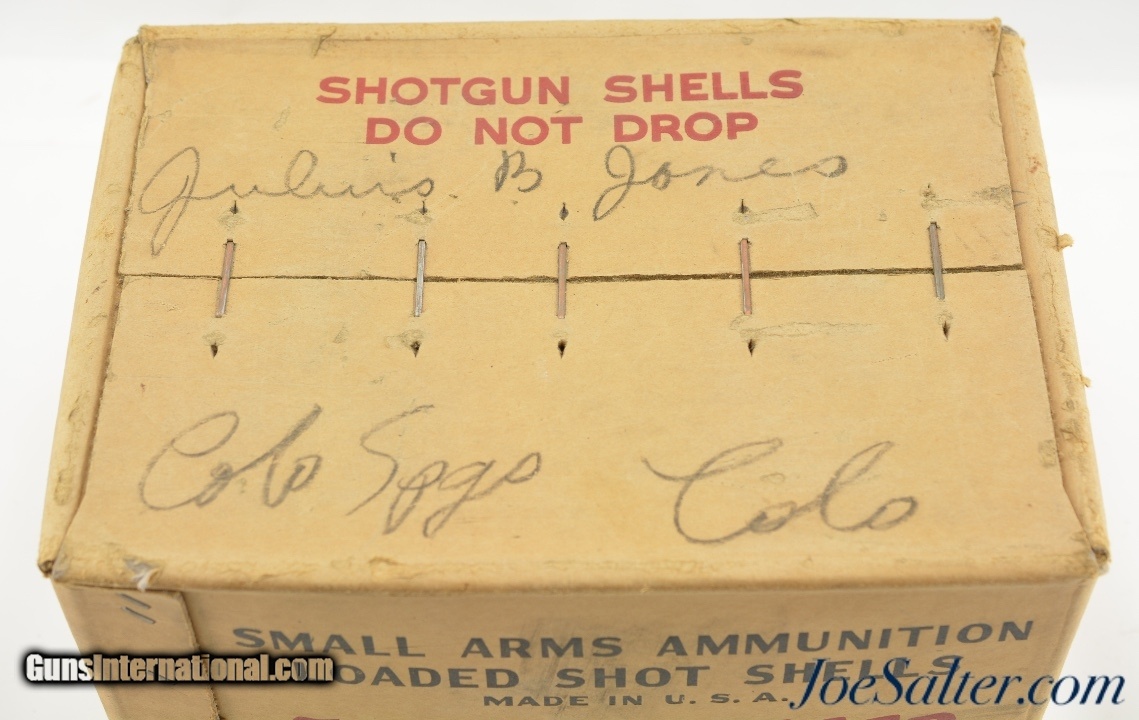 SHOTGUN SHELLS
DO NOT DROP
Julius. B Jones
Colo Spgs Colo
SMALL ARMS AMMUNITION
LOADED SHOT SHELLS
MADE IN U.S.A.
GunsInternational.com
JoeSalter.com